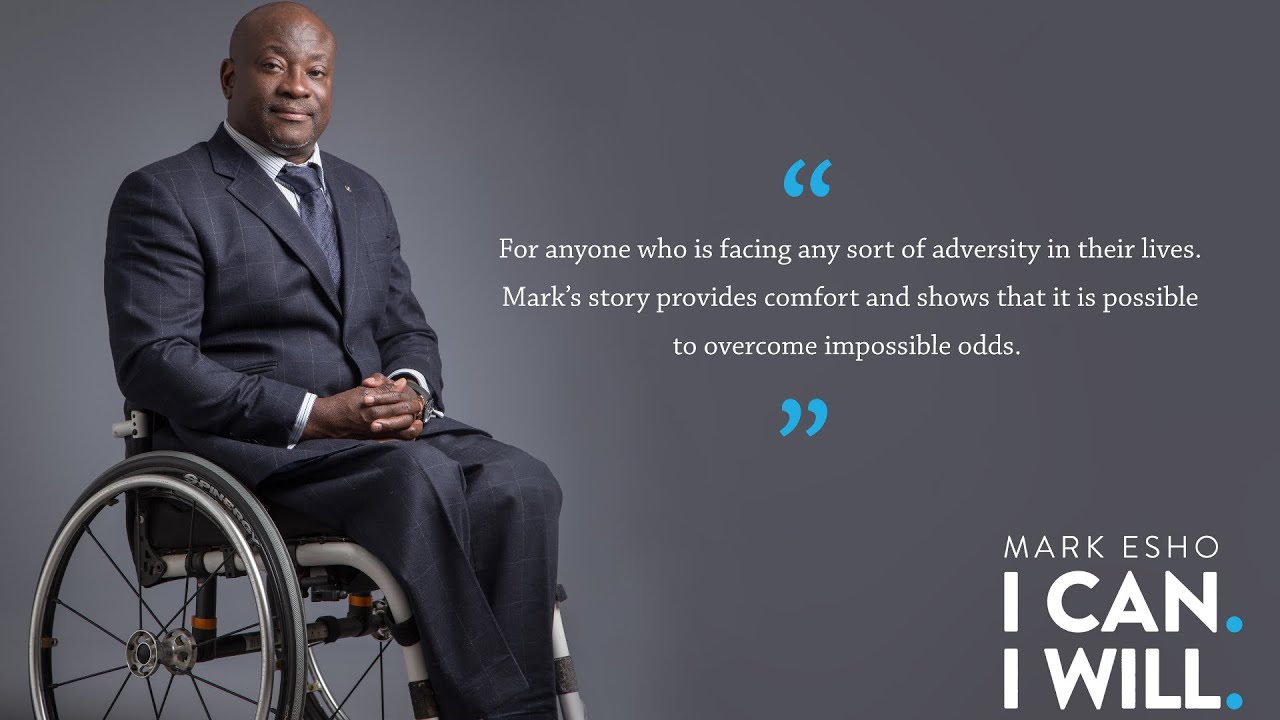 “
For anyone who is facing any sort of adversity in their lives.
Mark’s story provides comfort and shows that it is possible
to overcome impossible odds.
”
SPINERGY
MARK ESHO
I CAN.
I WILL.